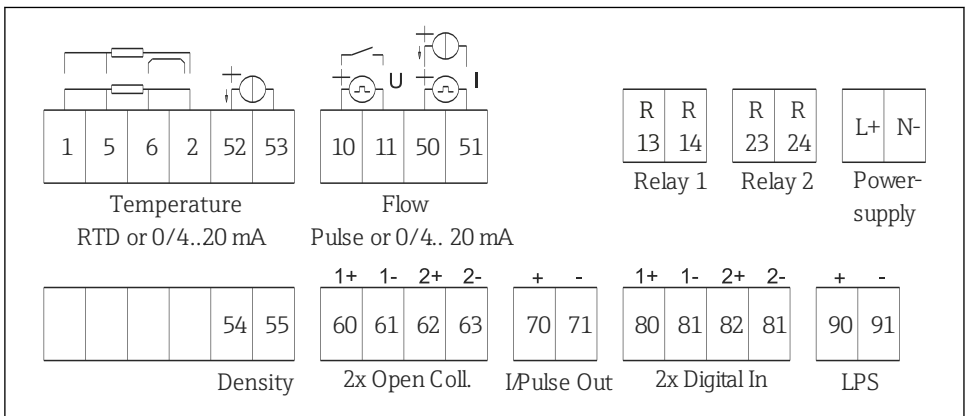 U I
1 5 6 2 52 53
10 11 50 51
R R
13 14
R R
23 24
L+ N-
Relay 1
Relay 2
Power-
supply
Temperature
RTD or 0/4..20 mA
Flow
Pulse or 0/4.. 20 mA
1+ 1- 2+ 2-
+ -
1+ 1- 2+ 2-
+ -
54 55
60 61 62 63
70 71
80 81 82 81
90 91
Density
2x Open Coll.
I/Pulse Out
2x Digital In
LPS